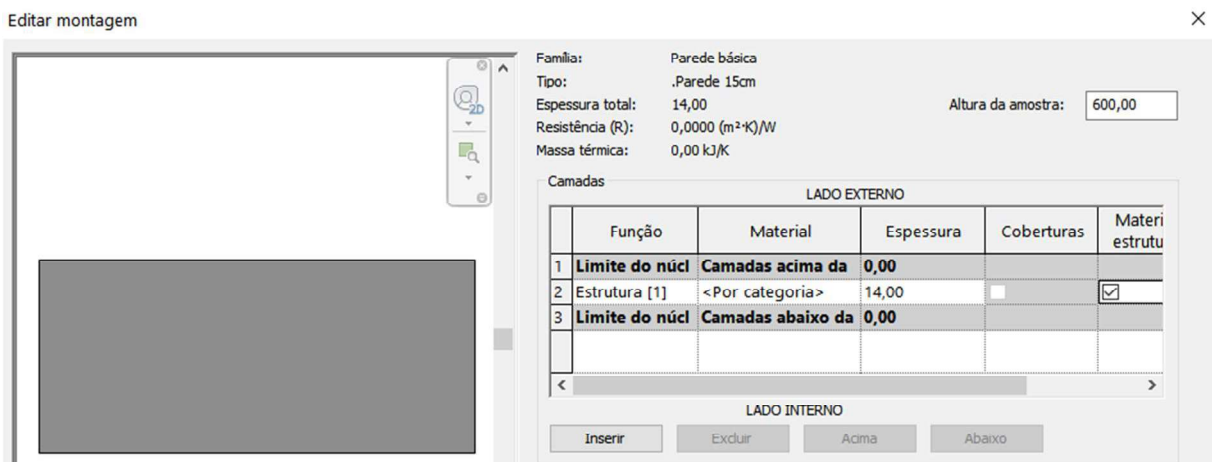 Editar montagem
2D
Família: Parede básica
Tipo: .Parede 15cm
Espessura total: 14,00
Altura da amostra: 600,00
Resistência (R): 0,0000 (m²·K)/W
Massa térmica: 0,00 kJ/K
Camadas
LADO EXTERNO
Função Material Espessura Coberturas Materi estrutu
1 Limite do núcl Camadas acima da 0,00
2 Estrutura [1] <Por categoria> 14,00
3 Limite do núcl Camadas abaixo da 0,00
LADO INTERNO
Inserir Excluir Acima Abaixo